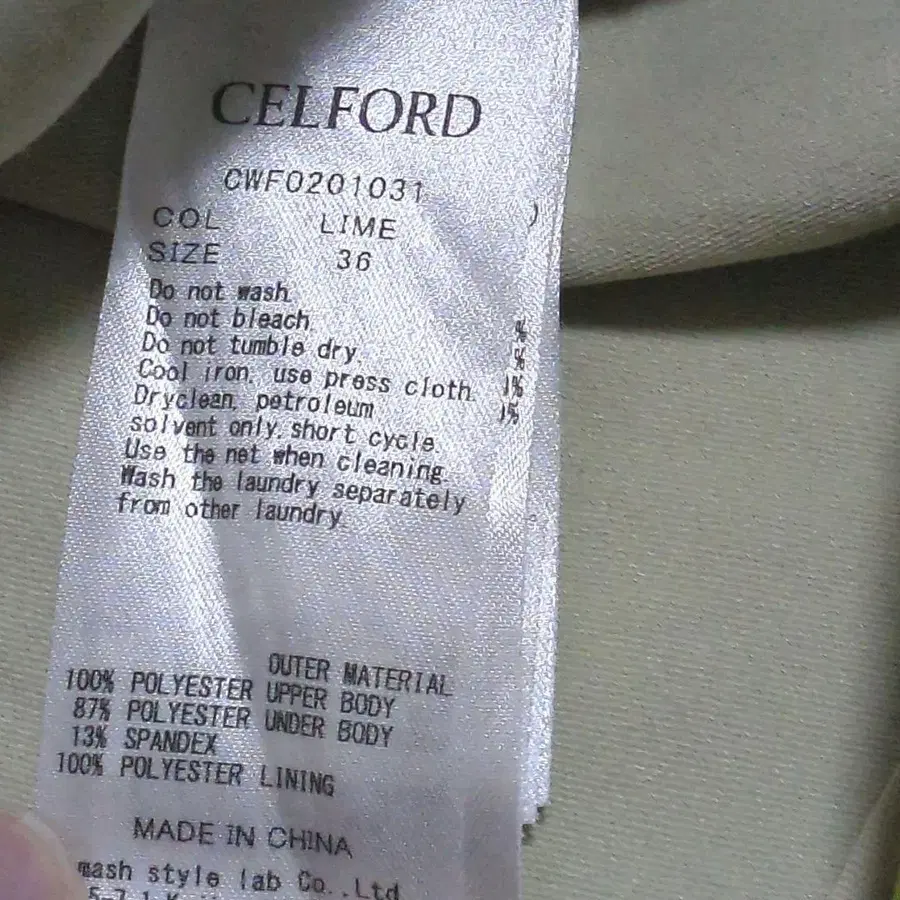 CELFORD
CWF0201031
COL LIME
SIZE 36
Do not wash.
Do not bleach.
Do not tumble dry.
Cool iron, use press cloth.
Dryclean, petroleum
solvent only, short cycle.
Use the net when cleaning.
Wash the laundry separately
from other laundry.
)
%
%
)%
)%
OUTER MATERIAL
100% POLYESTER UPPER BODY
87% POLYESTER UNDER BODY
13% SPANDEX
100% POLYESTER LINING
MADE IN CHINA
mash style lab Co.,Ltd.